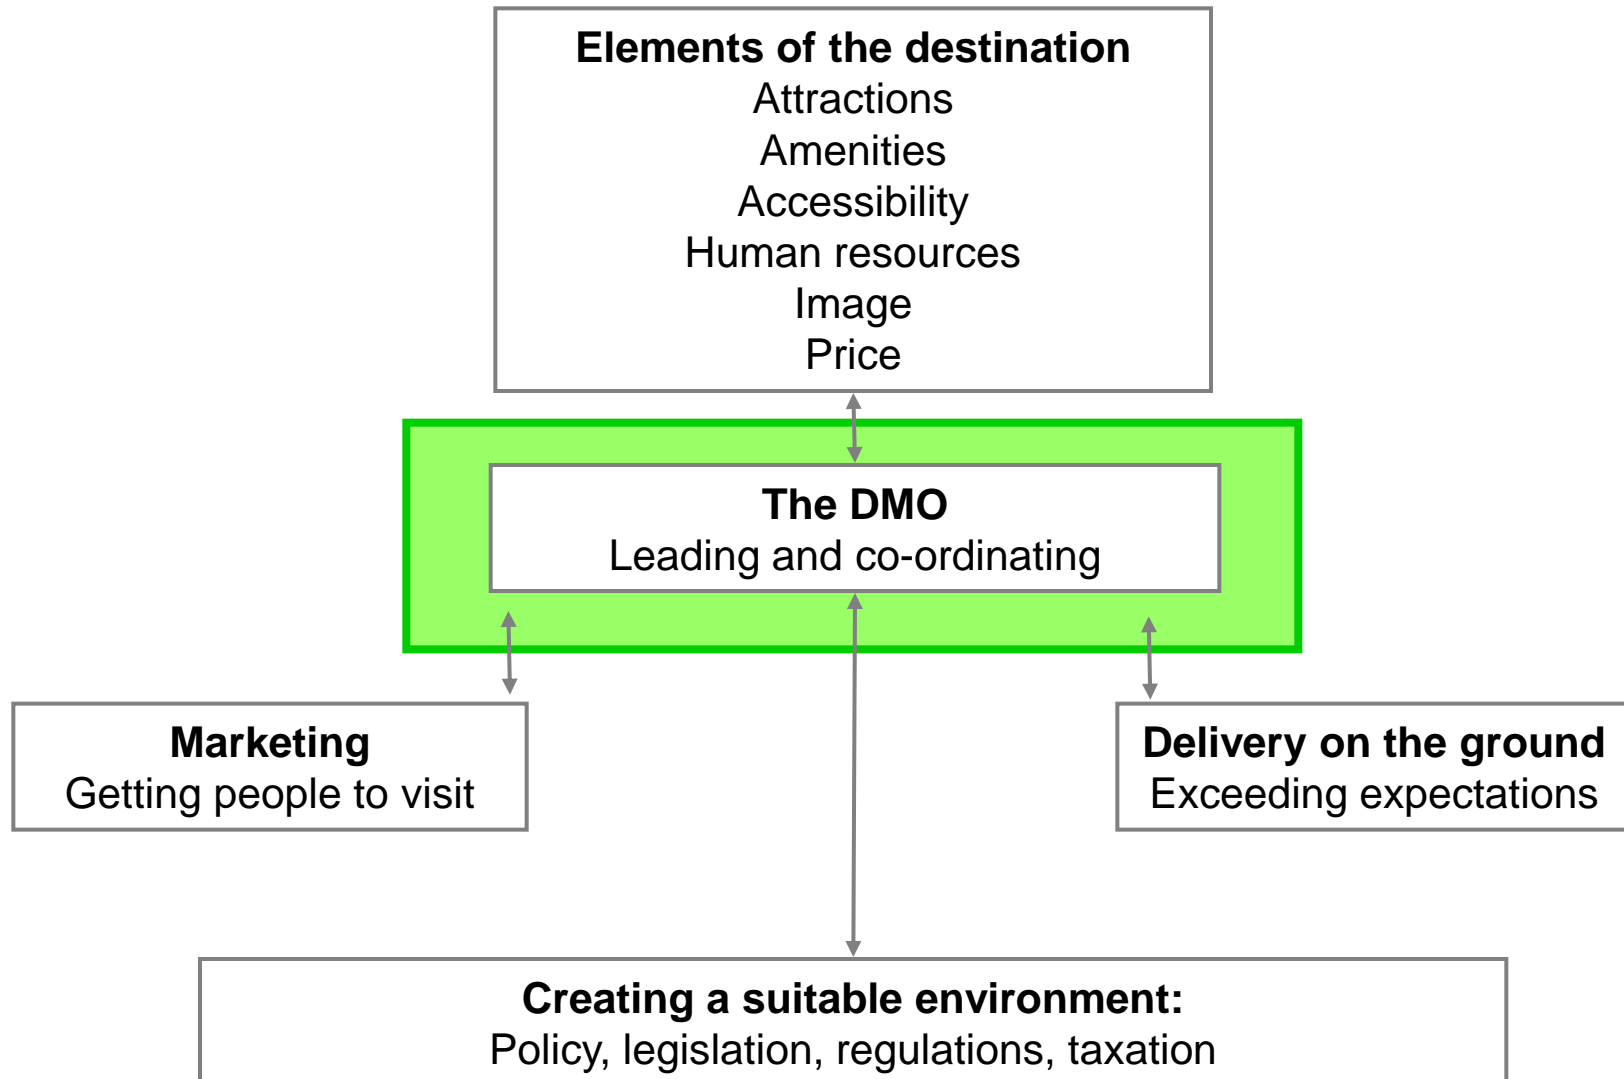 Elements of the destination
Attractions
Amenities
Accessibility
Human resources
Image
Price
The DMO
Leading and co-ordinating
Marketing
Getting people to visit
Delivery on the ground
Exceeding expectations
Creating a suitable environment:
Policy, legislation, regulations, taxation